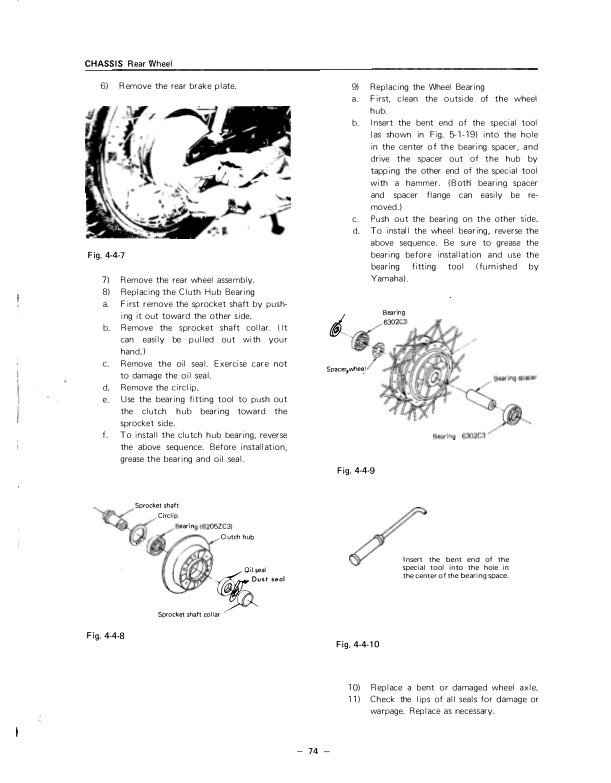 CHASSIS Rear Wheel
6) Remove the rear brake plate.
Fig. 4-4-7
7) Remove the rear wheel assembly.
8) Replacing the Cluth Hub Bearing
a. First remove the sprocket shaft by push-
ing it out toward the other side.
b. Remove the sprocket shaft collar. (It
can easily be pulled out with your
hand.)
c. Remove the oil seal. Exercise care not
to damage the oil seal.
d. Remove the circlip.
e. Use the bearing fitting tool to push out
the clutch hub bearing toward the
sprocket side.
f. To install the clutch hub bearing, reverse
the above sequence. Before installation,
grease the bearing and oil seal.
Sprocket shaft
Circlip
Bearing (6205ZC3)
Clutch hub
Oil seal
Dust seal
Sprocket shaft collar
Fig. 4-4-8
9) Replacing the Wheel Bearing
a. First, clean the outside of the wheel
hub.
b. Insert the bent end of the special tool
(as shown in Fig. 5-1-19) into the hole
in the center of the bearing spacer, and
drive the spacer out of the hub by
tapping the other end of the special tool
with a hammer. (Both bearing spacer
and spacer flange can easily be re-
moved.)
c. Push out the bearing on the other side.
d. To install the wheel bearing, reverse the
above sequence. Be sure to grease the
bearing before installation and use the
bearing fitting tool (furnished by
Yamaha).
Bearing
6302C3
Spacer, wheel
Bearing spacer
Bearing 6302C3
Fig. 4-4-9
Insert the bent end of the
special tool into the hole in
the center of the bearing space.
Fig. 4-4-10
10) Replace a bent or damaged wheel axle.
11) Check the lips of all seals for damage or
warpage. Replace as necessary.
— 74 —